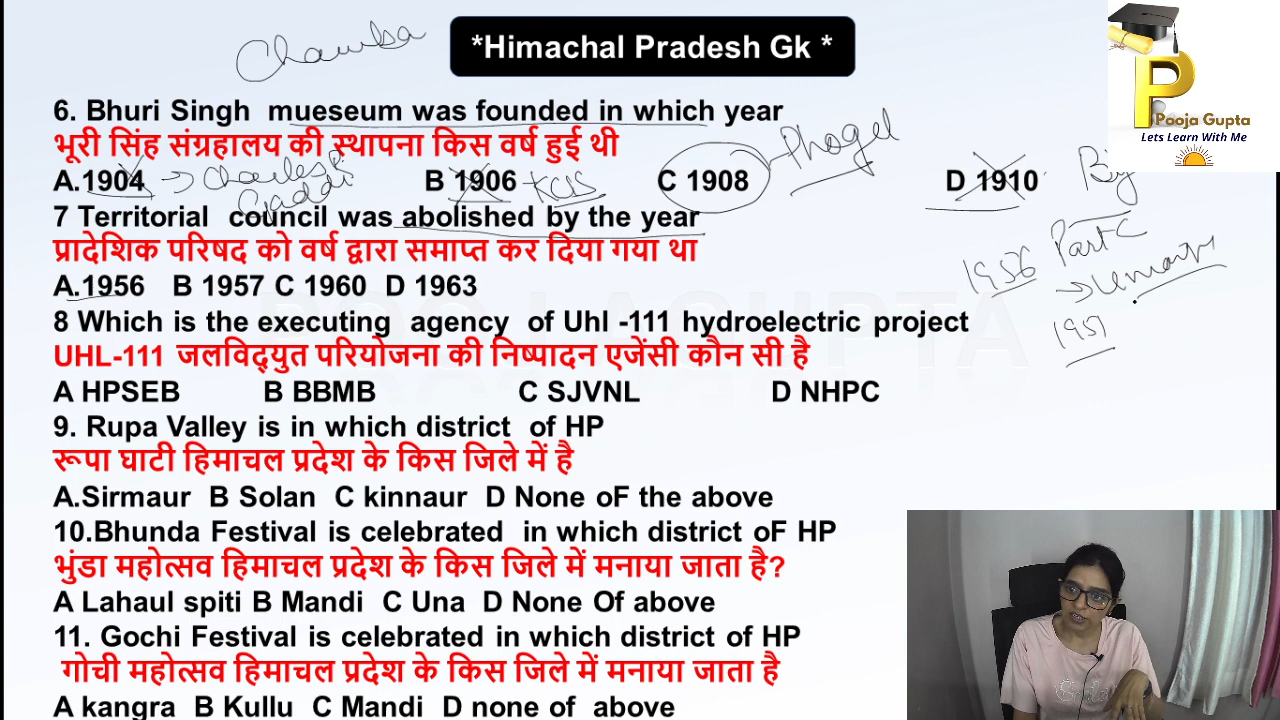 *Himachal Pradesh Gk *
Chamba
P
Pooja Gupta
Lets Learn With Me
6. Bhuri Singh mueseum was founded in which year
भूरी सिंह संग्रहालय की स्थापना किस वर्ष हुई थी
A.1904 B 1906 C 1908 D 1910
7 Territorial council was abolished by the year
प्रादेशिक परिषद को वर्ष द्वारा समाप्त कर दिया गया था
1956 Part C
A.1956 B 1957 C 1960 D 1963
1951
8 Which is the executing agency of Uhl -111 hydroelectric project
UHL-111 जलविद्युत परियोजना की निष्पादन एजेंसी कौन सी है
A HPSEB B BBMB C SJVNL D NHPC
9. Rupa Valley is in which district of HP
रूपा घाटी हिमाचल प्रदेश के किस जिले में है
A.Sirmaur B Solan C kinnaur D None oF the above
10.Bhunda Festival is celebrated in which district oF HP
भुंडा महोत्सव हिमाचल प्रदेश के किस जिले में मनाया जाता है?
A Lahaul spiti B Mandi C Una D None Of above
11. Gochi Festival is celebrated in which district of HP
गोची महोत्सव हिमाचल प्रदेश के किस जिले में मनाया जाता है
A kangra B Kullu C Mandi D none of above